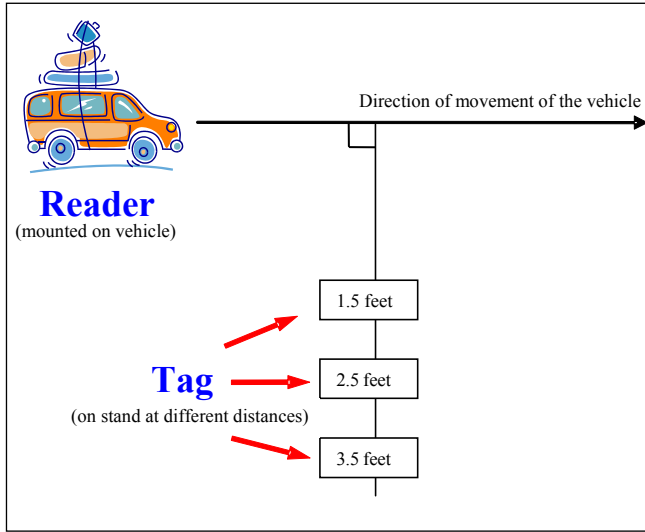 Direction of movement of the vehicle
Reader
(mounted on vehicle)
1.5 feet
Tag
2.5 feet
(on stand at different distances)
3.5 feet